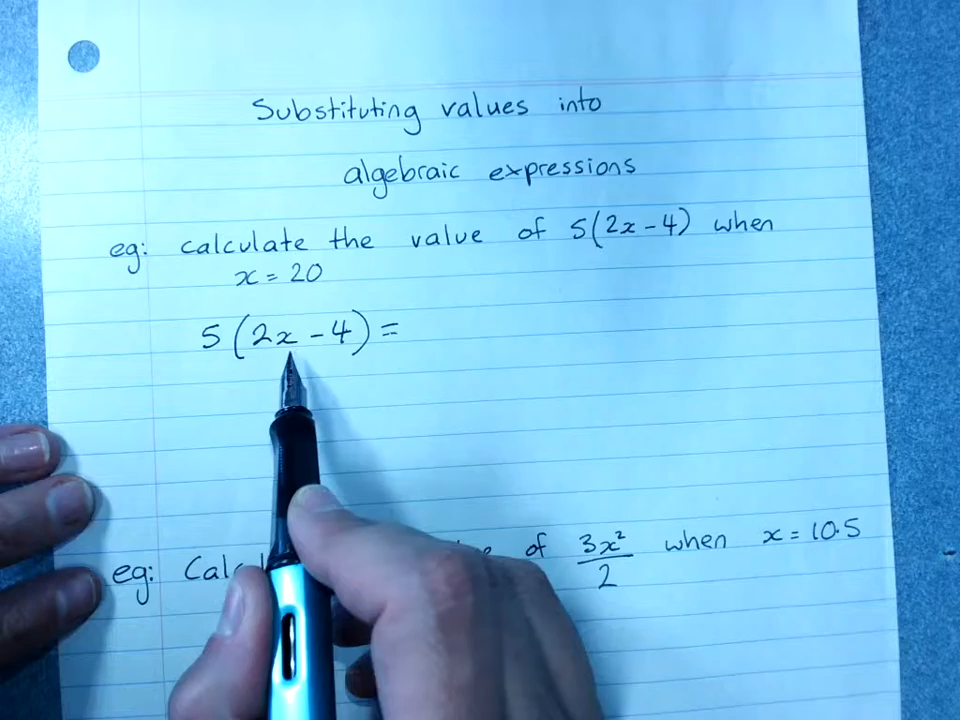 Substituting values into
algebraic expressions
eg: calculate the value of 5(2x-4) when
x = 20
5(2x-4) =
eg: of 3x²/2 when x = 10.5